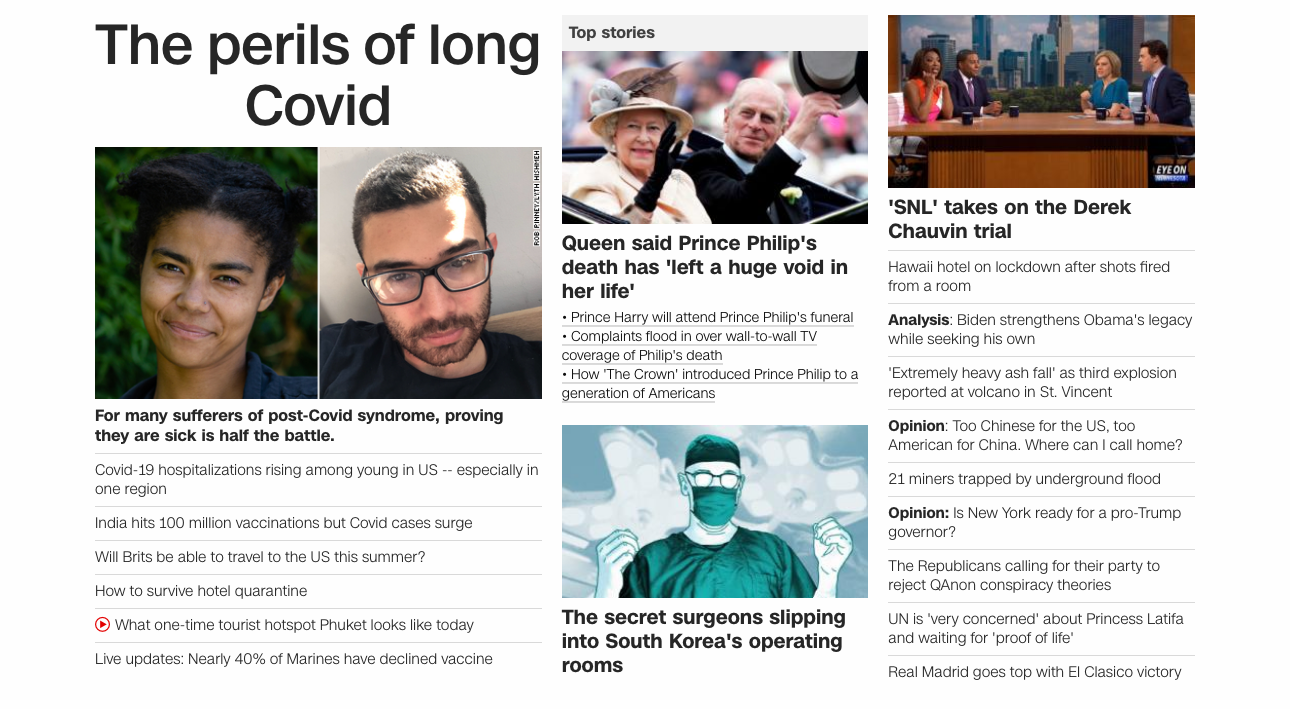 The perils of long
Covid
ROB PINNEY/LYTH HISHMEH
For many sufferers of post-Covid syndrome, proving
they are sick is half the battle.
Covid-19 hospitalizations rising among young in US -- especially in
one region
India hits 100 million vaccinations but Covid cases surge
Will Brits be able to travel to the US this summer?
How to survive hotel quarantine
What one-time tourist hotspot Phuket looks like today
Live updates: Nearly 40% of Marines have declined vaccine
Top stories
Queen said Prince Philip's
death has 'left a huge void in
her life'
• Prince Harry will attend Prince Philip's funeral
• Complaints flood in over wall-to-wall TV
coverage of Philip's death
• How 'The Crown' introduced Prince Philip to a
generation of Americans
The secret surgeons slipping
into South Korea's operating
rooms
EYE ON
MINNESOTA
'SNL' takes on the Derek
Chauvin trial
Hawaii hotel on lockdown after shots fired
from a room
Analysis: Biden strengthens Obama's legacy
while seeking his own
'Extremely heavy ash fall' as third explosion
reported at volcano in St. Vincent
Opinion: Too Chinese for the US, too
American for China. Where can I call home?
21 miners trapped by underground flood
Opinion: Is New York ready for a pro-Trump
governor?
The Republicans calling for their party to
reject QAnon conspiracy theories
UN is 'very concerned' about Princess Latifa
and waiting for 'proof of life'
Real Madrid goes top with El Clasico victory